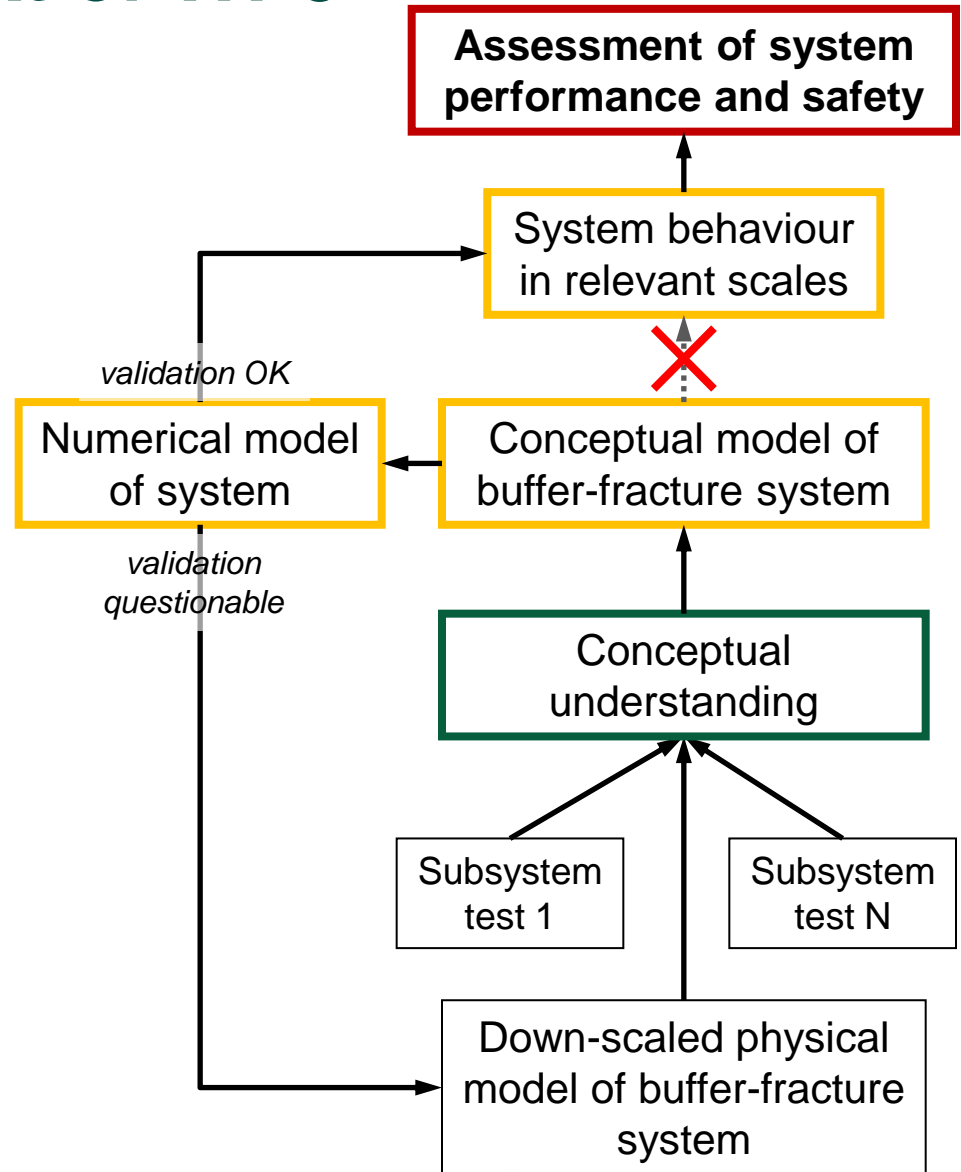 Assessment of system
performance and safety
System behaviour
in relevant scales
validation OK
Numerical model
of system
Conceptual model of
buffer-fracture system
validation
questionable
Conceptual
understanding
Subsystem
test 1
Subsystem
test N
Down-scaled physical
model of buffer-fracture
system